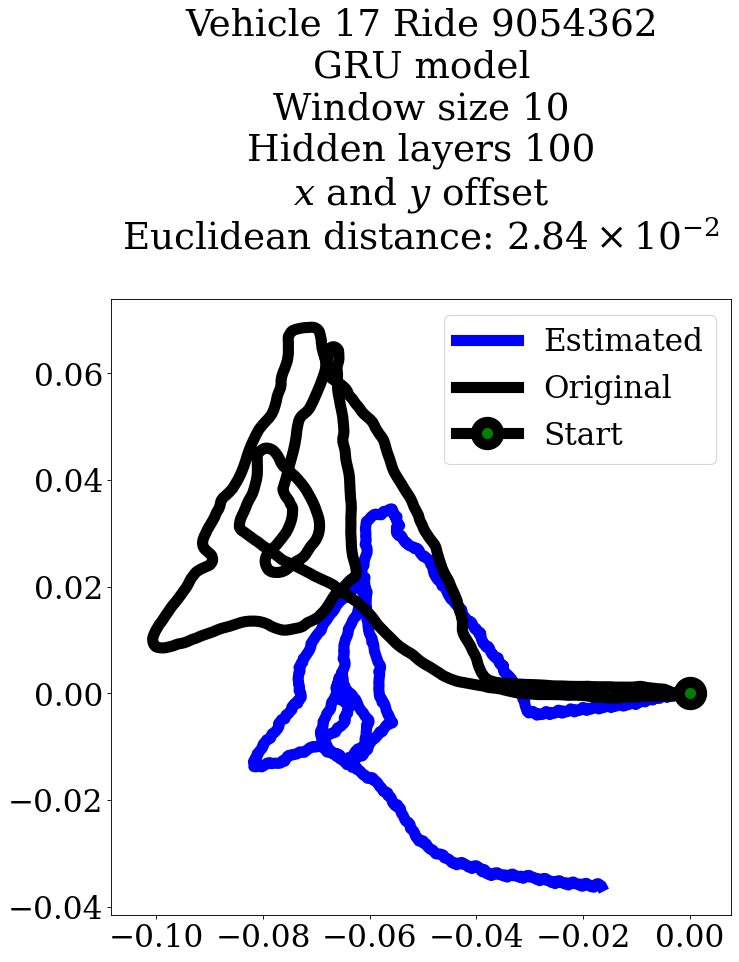 Vehicle 17 Ride 9054362
GRU model
Window size 10
Hidden layers 100
x and y offset
Euclidean distance: 2.84 × 10⁻²
Estimated
Original
Start
0.06
0.04
0.02
0.00
−0.02
−0.04
−0.10 −0.08 −0.06 −0.04 −0.02 0.00